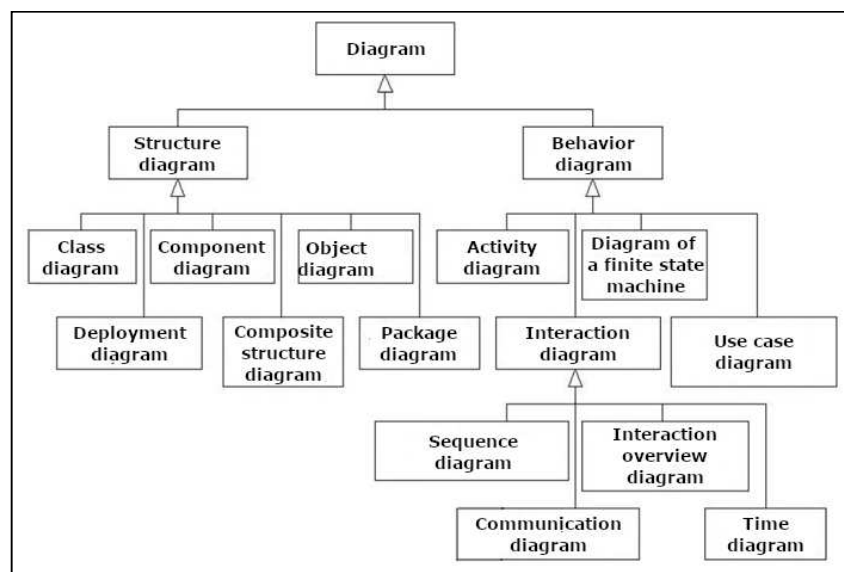 Diagram
Structure
diagram
Behavior
diagram
Class
diagram
Component
diagram
Object
diagram
Activity
diagram
Diagram of
a finite state
machine
Deployment
diagram
Composite
structure
diagram
Package
diagram
Interaction
diagram
Use case
diagram
Sequence
diagram
Interaction
overview
diagram
Communication
diagram
Time
diagram